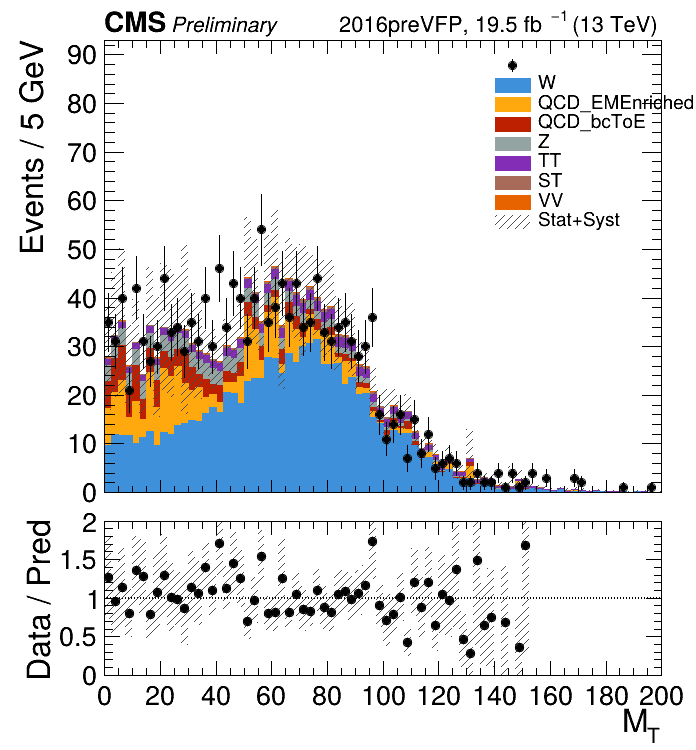 CMS Preliminary 2016preVFP, 19.5 fb ⁻¹ (13 TeV)
Events / 5 GeV
90
80
70
60
50
40
30
20
10
0
W
QCD_EMEnriched
QCD_bcToE
Z
TT
ST
VV
Stat+Syst
Data / Pred
2
1.5
1
0.5
0
0 20 40 60 80 100 120 140 160 180 200
M_T